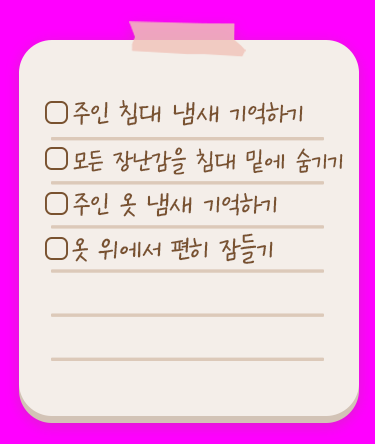 주인 침대 냄새 기억하기
모든 장난감을 침대 밑에 숨기기
주인 옷 냄새 기억하기
옷 위에서 편히 잠들기